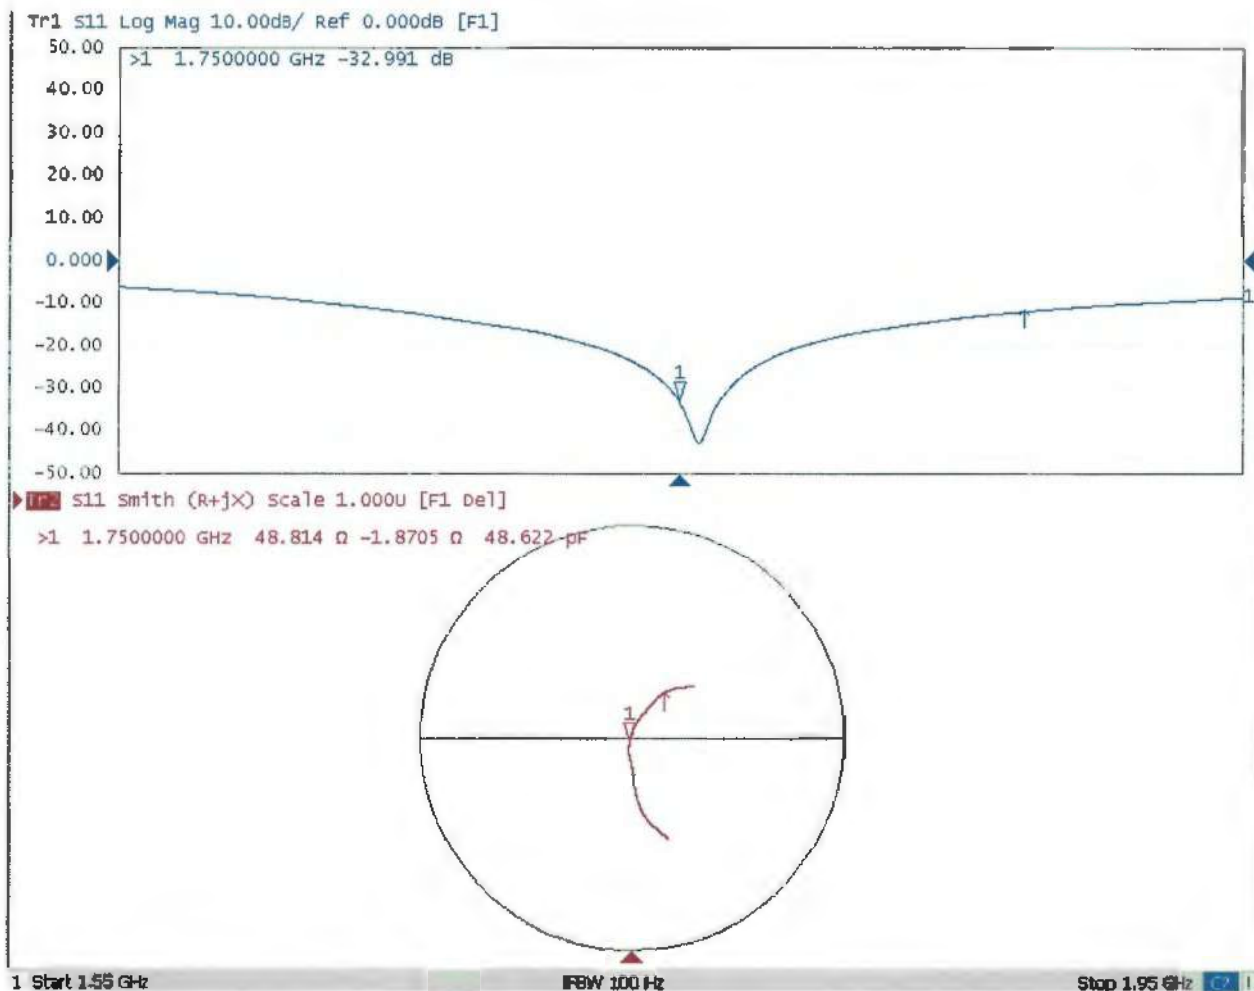 Tr1 S11 Log Mag 10.00dB/ Ref 0.000dB [F1]
50.00
>1 1.7500000 GHz -32.991 dB
40.00
30.00
20.00
10.00
0.000
-10.00
1
-20.00
1
-30.00
-40.00
-50.00
Tr2 S11 Smith (R+jX) Scale 1.000U [F1 Del]
>1 1.7500000 GHz 48.814 Ω -1.8705 Ω 48.622 pF
1
1 Start 1.55 GHz IFBW 100 Hz Stop 1.95 GHz C?